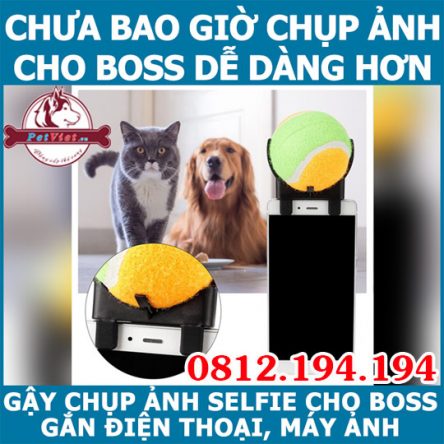 CHƯA BAO GIỜ CHỤP ẢNH
CHO BOSS DỄ DÀNG HƠN
PetViet.vn
0812.194.194
GẬY CHỤP ẢNH SELFIE CHO BOSS
GẮN ĐIỆN THOẠI, MÁY ẢNH